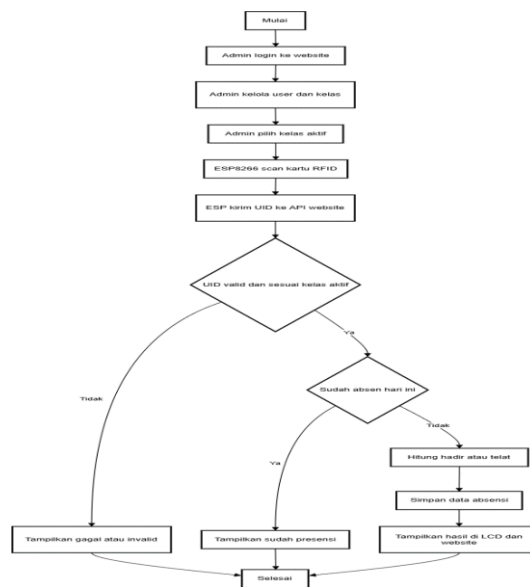 Mulai
Admin login ke website
Admin kelola user dan kelas
Admin pilih kelas aktif
ESP8266 scan kartu RFID
ESP kirim UID ke API website
UID valid dan sesuai kelas aktif
Ya
Sudah absen hari ini
Tidak
Tidak
Hitung hadir atau telat
Ya
Simpan data absensi
Tampilkan gagal atau invalid
Tampilkan sudah presensi
Tampilkan hasil di LCD dan
website
Selesai